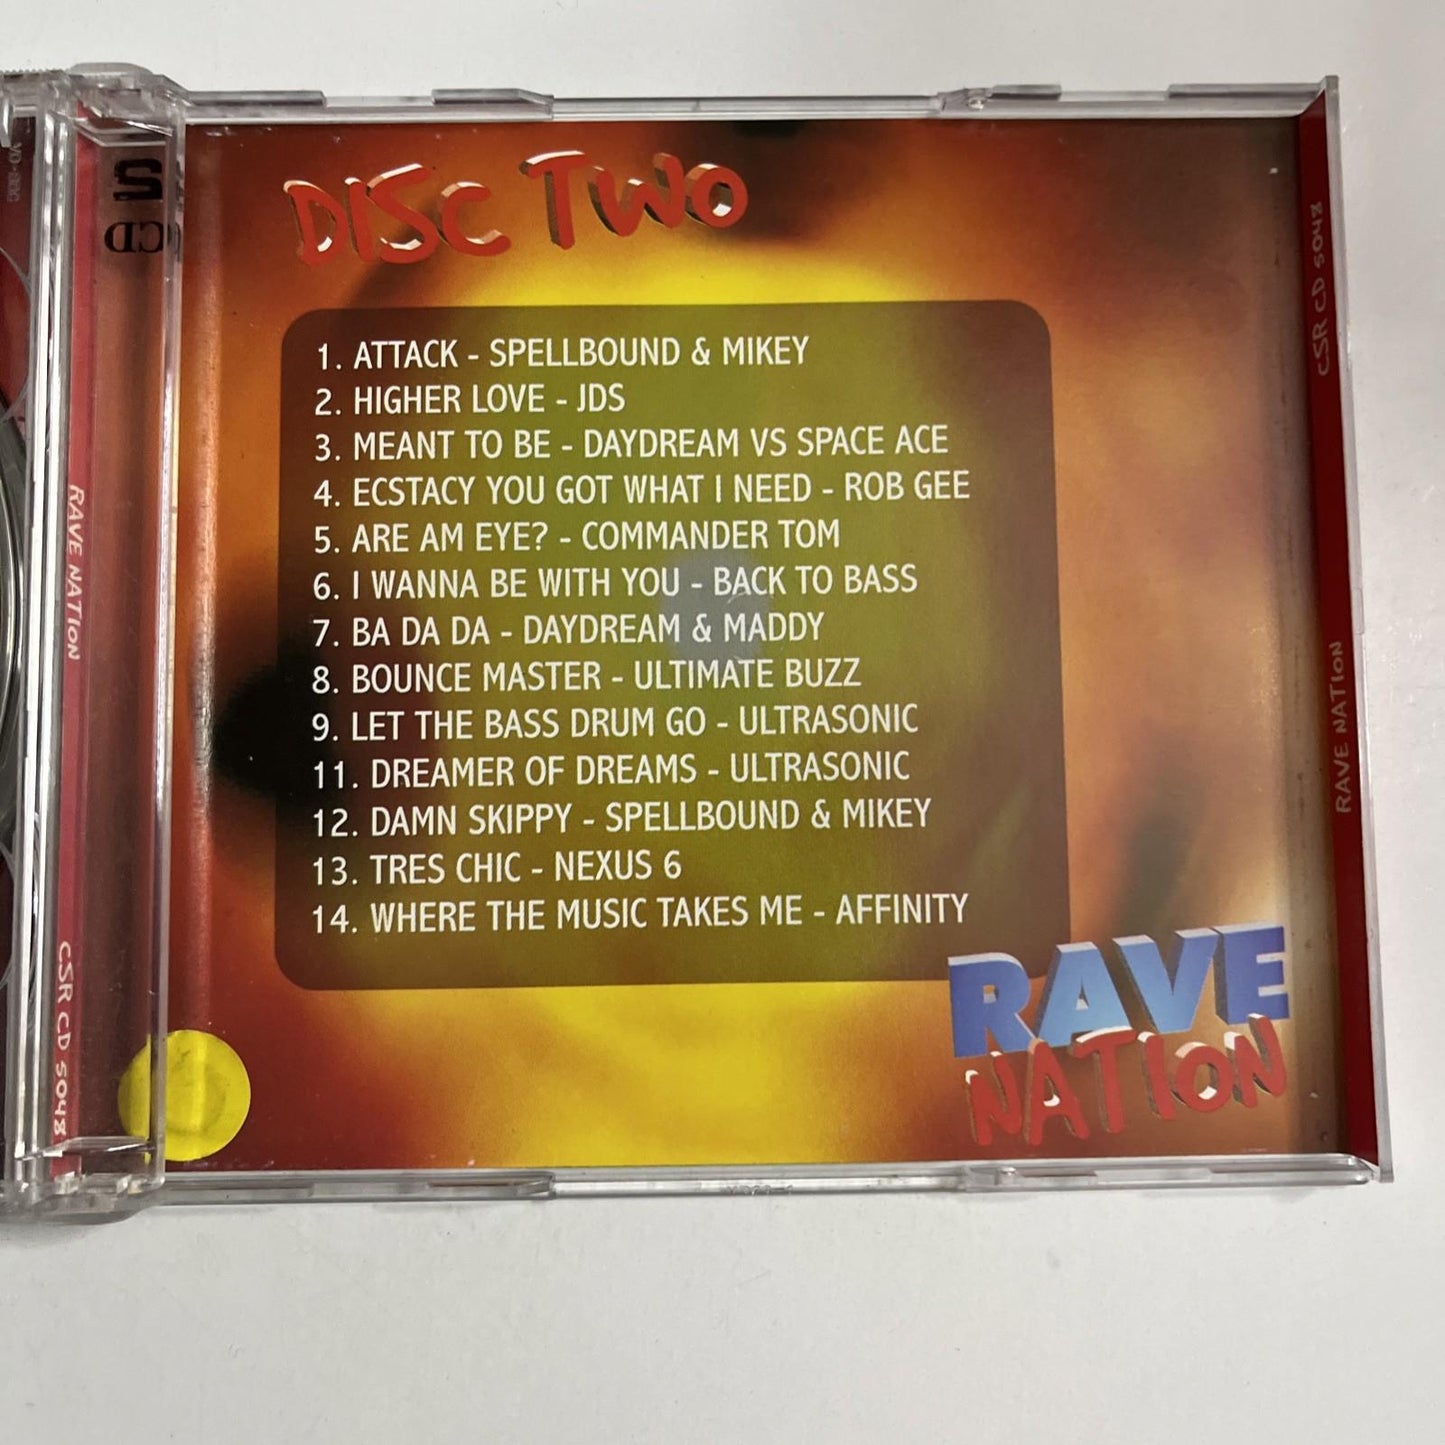 DISC TWO
1. ATTACK - SPELLBOUND & MIKEY
2. HIGHER LOVE - JDS
3. MEANT TO BE - DAYDREAM VS SPACE ACE
4. ECSTACY YOU GOT WHAT I NEED - ROB GEE
5. ARE AM EYE? - COMMANDER TOM
6. I WANNA BE WITH YOU - BACK TO BASS
7. BA DA DA - DAYDREAM & MADDY
8. BOUNCE MASTER - ULTIMATE BUZZ
9. LET THE BASS DRUM GO - ULTRASONIC
11. DREAMER OF DREAMS - ULTRASONIC
12. DAMN SKIPPY - SPELLBOUND & MIKEY
13. TRES CHIC - NEXUS 6
14. WHERE THE MUSIC TAKES ME - AFFINITY
RAVE
NATION
RAVE NATION
CSR CD 5048
CSR CD 5048
RAVE NATION
2
CD